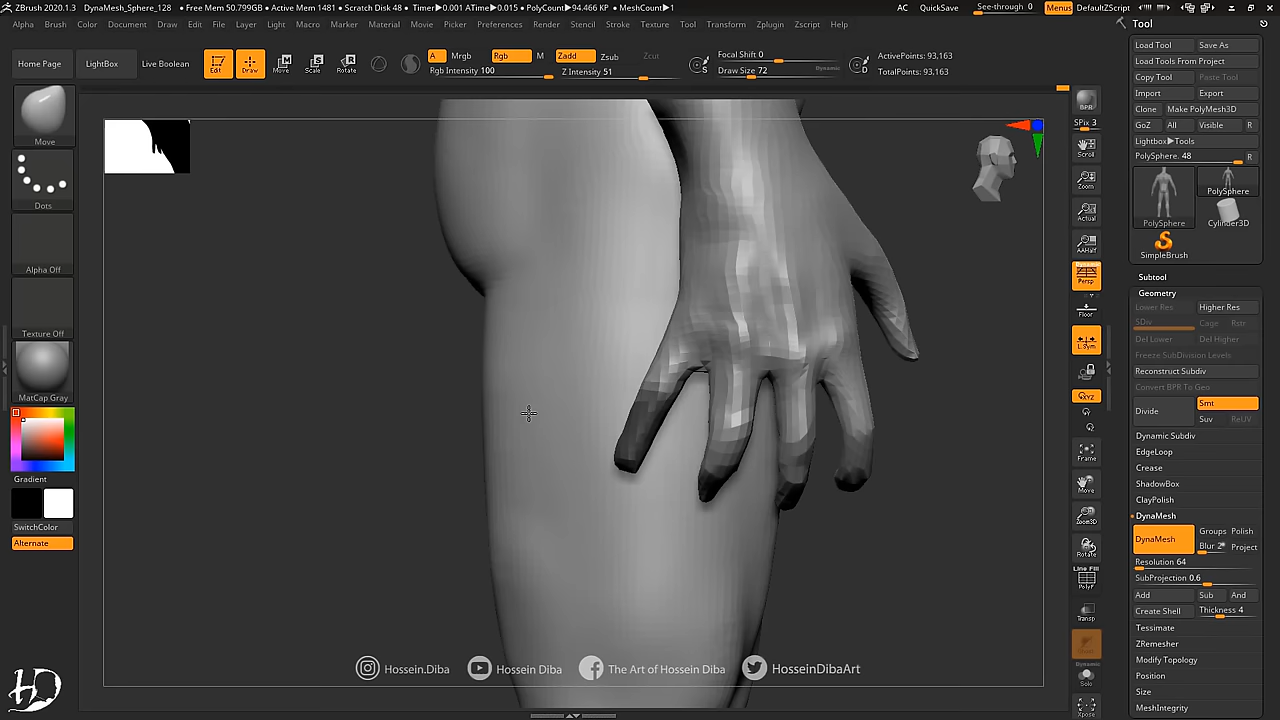 ZBrush 2020.1.3 DynaMesh_Sphere_128 • Free Mem 50.799GB • Active Mem 1481 • Scratch Disk 48 • Timer▶0.001 ATime▶0.015 • PolyCount▶94.466 KP • MeshCount▶1 AC QuickSave See-through 0 Menus DefaultZScript
Alpha Brush Color Document Draw Edit File Layer Light Macro Marker Material Movie Picker Preferences Render Stencil Stroke Texture Tool Transform Zplugin Zscript
Tool
Home Page LightBox Live Boolean Edit Draw Move Scale Rotate
A Mrgb Rgb M Zadd Zsub Zcut
Rgb Intensity 100 Z Intensity 51
Focal Shift 0
Draw Size 72 Dynamic
S D
ActivePoints: 93,163
TotalPoints: 93,163
Move
Dots
Alpha Off
Texture Off
MatCap Gray
Gradient
SwitchColor
Alternate
BPR
SPix 3
Scroll
Zoom
Actual
AAHalf
Dynamic
Persp
Floor
L.Sym
XYZ
Frame
Move
Zoom3D
Rotate
Line Fill
PolyF
Transp
Dynamic
Solo
Xpose
Load Tool Save As
Load Tools From Project
Copy Tool Paste Tool
Import Export
Clone Make PolyMesh3D
GoZ All Visible R
Lightbox▶Tools
PolySphere. 48 R
PolySphere PolySphere
Cylinder3D
SimpleBrush
Subtool
Geometry
Lower Res Higher Res
SDiv Cage Rstr
Del Lower Del Higher
Freeze SubDivision Levels
Reconstruct Subdiv
Convert BPR To Geo
Divide Smt
Suv ReUV
Dynamic Subdiv
EdgeLoop
Crease
ShadowBox
ClayPolish
DynaMesh
DynaMesh Groups Polish
Blur 2 Project
Resolution 64
SubProjection 0.6
Add Sub And
Create Shell Thickness 4
Tessimate
ZRemesher
Modify Topology
Position
Size
MeshIntegrity
Hossein.Diba Hossein Diba The Art of Hossein Diba HosseinDibaArt
HD